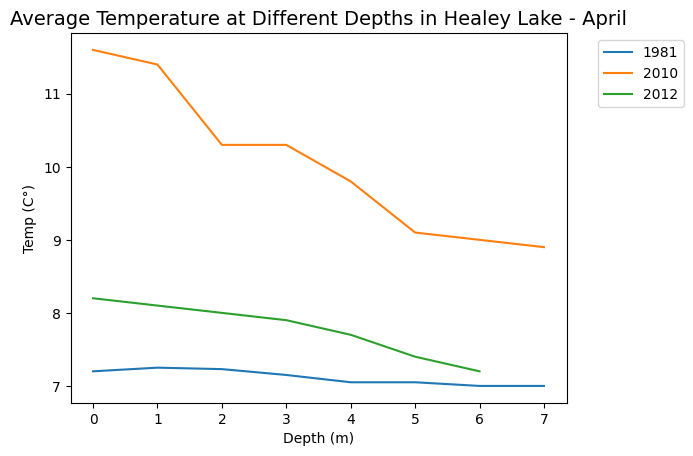 Average Temperature at Different Depths in Healey Lake - April
1981
2010
2012
11
10
9
8
7
Temp (C°)
0 1 2 3 4 5 6 7
Depth (m)